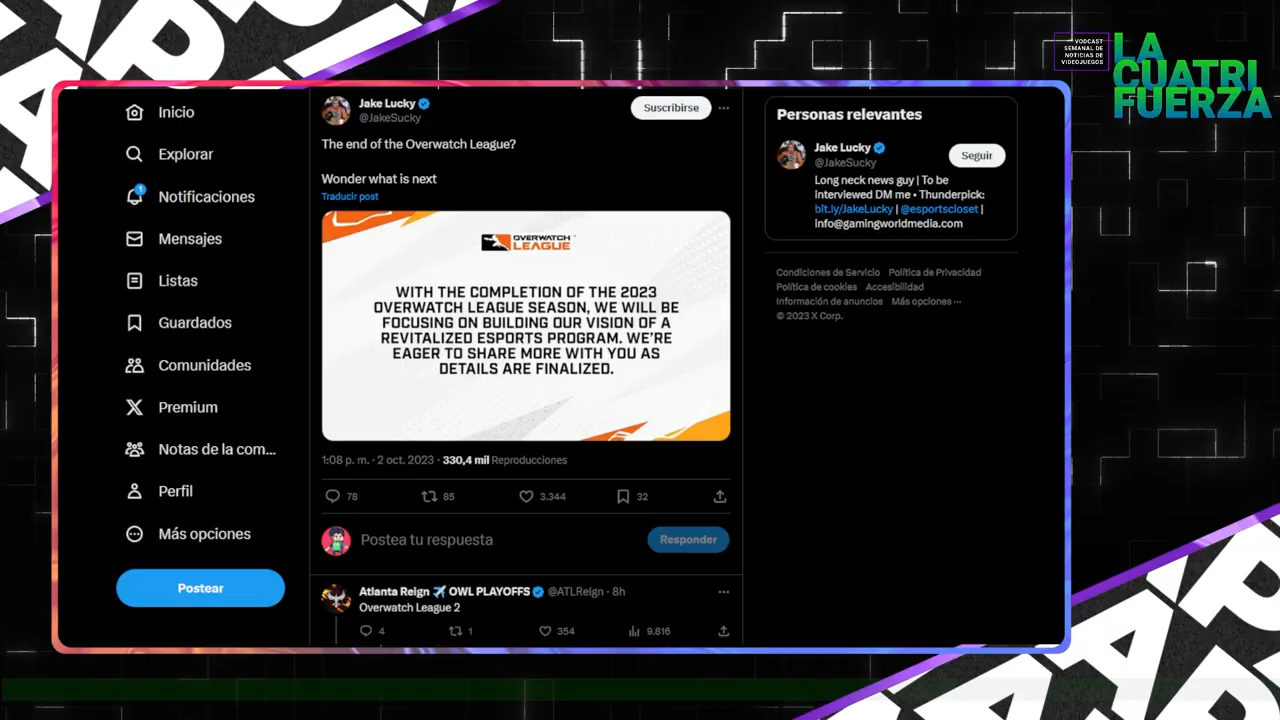 VODCAST
SEMANAL DE
NOTICIAS DE
VIDEOJUEGOS
LA
CUATRI
FUERZA
Inicio
Explorar
1
Notificaciones
Mensajes
Listas
Guardados
Comunidades
Premium
Notas de la com...
Perfil
Más opciones
Postear
Jake Lucky
@JakeSucky
Suscribirse
The end of the Overwatch League?
Wonder what is next
Traducir post
OVERWATCH
LEAGUE
WITH THE COMPLETION OF THE 2023
OVERWATCH LEAGUE SEASON, WE WILL BE
FOCUSING ON BUILDING OUR VISION OF A
REVITALIZED ESPORTS PROGRAM. WE'RE
EAGER TO SHARE MORE WITH YOU AS
DETAILS ARE FINALIZED.
1:08 p. m. · 2 oct. 2023 · 330,4 mil Reproducciones
78 85 3.344 32
Postea tu respuesta
Responder
Atlanta Reign ✈️ OWL PLAYOFFS @ATLReign · 8h
Overwatch League 2
4 1 354 9.816
Personas relevantes
Jake Lucky
@JakeSucky
Seguir
Long neck news guy | To be
interviewed DM me • Thunderpick:
bit.ly/JakeLucky | @esportscloset |
info@gamingworldmedia.com
Condiciones de Servicio Política de Privacidad
Política de cookies Accesibilidad
Información de anuncios Más opciones ···
© 2023 X Corp.